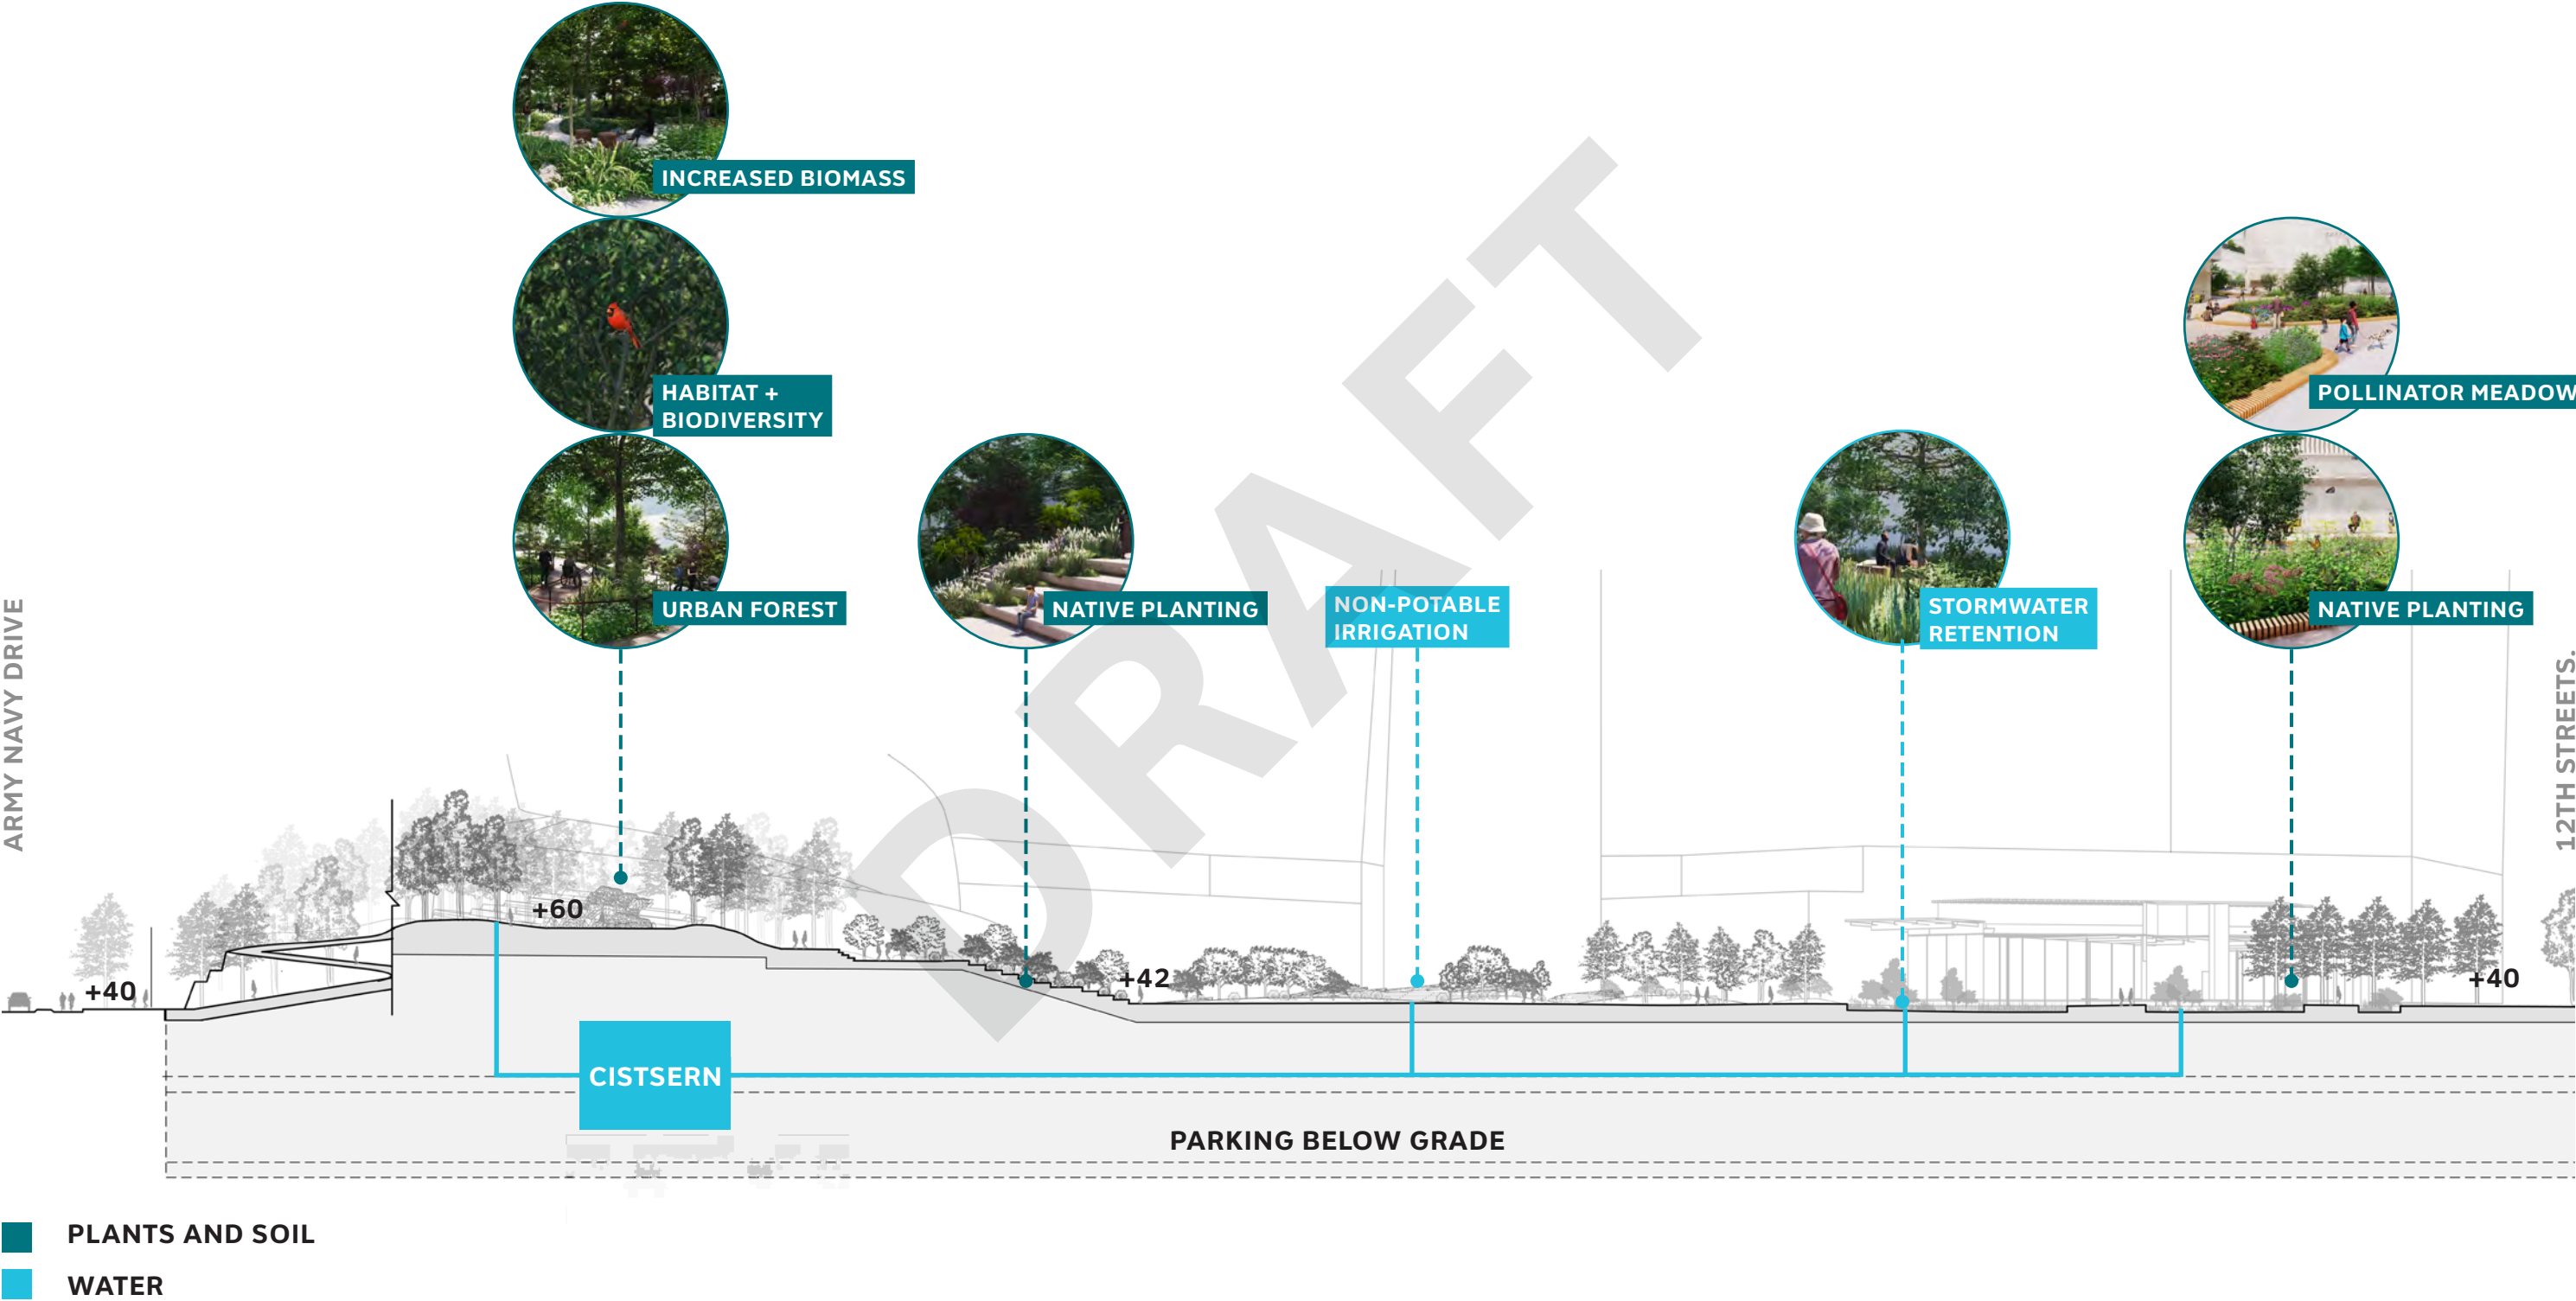 INCREASED BIOMASS
HABITAT +
BIODIVERSITY
POLLINATOR MEADOW
URBAN FOREST
NATIVE PLANTING
NON-POTABLE
IRRIGATION
STORMWATER
RETENTION
NATIVE PLANTING
DRAFT
ARMY NAVY DRIVE
12TH STREETS.
+60
+40
+42
+40
CISTSERN
PARKING BELOW GRADE
PLANTS AND SOIL
WATER